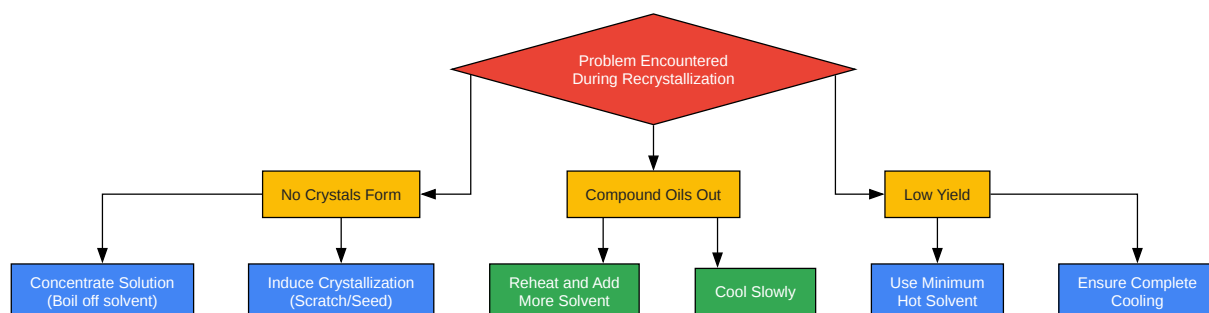 Problem Encountered
During Recrystallization
No Crystals Form
Compound Oils Out
Low Yield
Concentrate Solution
(Boil off solvent)
Induce Crystallization
(Scratch/Seed)
Reheat and Add
More Solvent
Cool Slowly
Use Minimum
Hot Solvent
Ensure Complete
Cooling